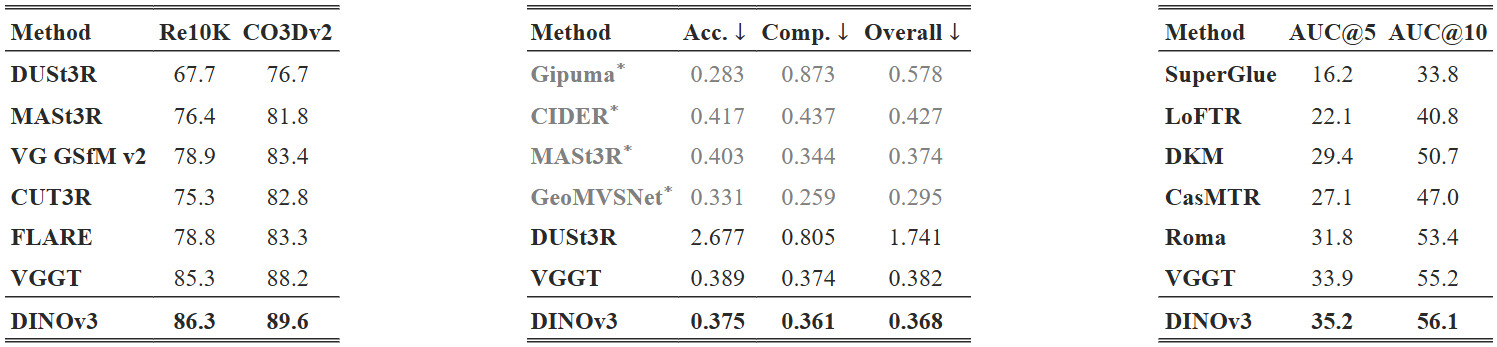 Method Re10K CO3Dv2
DUSt3R 67.7 76.7
MASt3R 76.4 81.8
VG GSfM v2 78.9 83.4
CUT3R 75.3 82.8
FLARE 78.8 83.3
VGGT 85.3 88.2
DINOv3 86.3 89.6
Method Acc.↓ Comp.↓ Overall↓
Gipuma* 0.283 0.873 0.578
CIDER* 0.417 0.437 0.427
MASt3R* 0.403 0.344 0.374
GeoMVSNet* 0.331 0.259 0.295
DUSt3R 2.677 0.805 1.741
VGGT 0.389 0.374 0.382
DINOv3 0.375 0.361 0.368
Method AUC@5 AUC@10
SuperGlue 16.2 33.8
LoFTR 22.1 40.8
DKM 29.4 50.7
CasMTR 27.1 47.0
Roma 31.8 53.4
VGGT 33.9 55.2
DINOv3 35.2 56.1